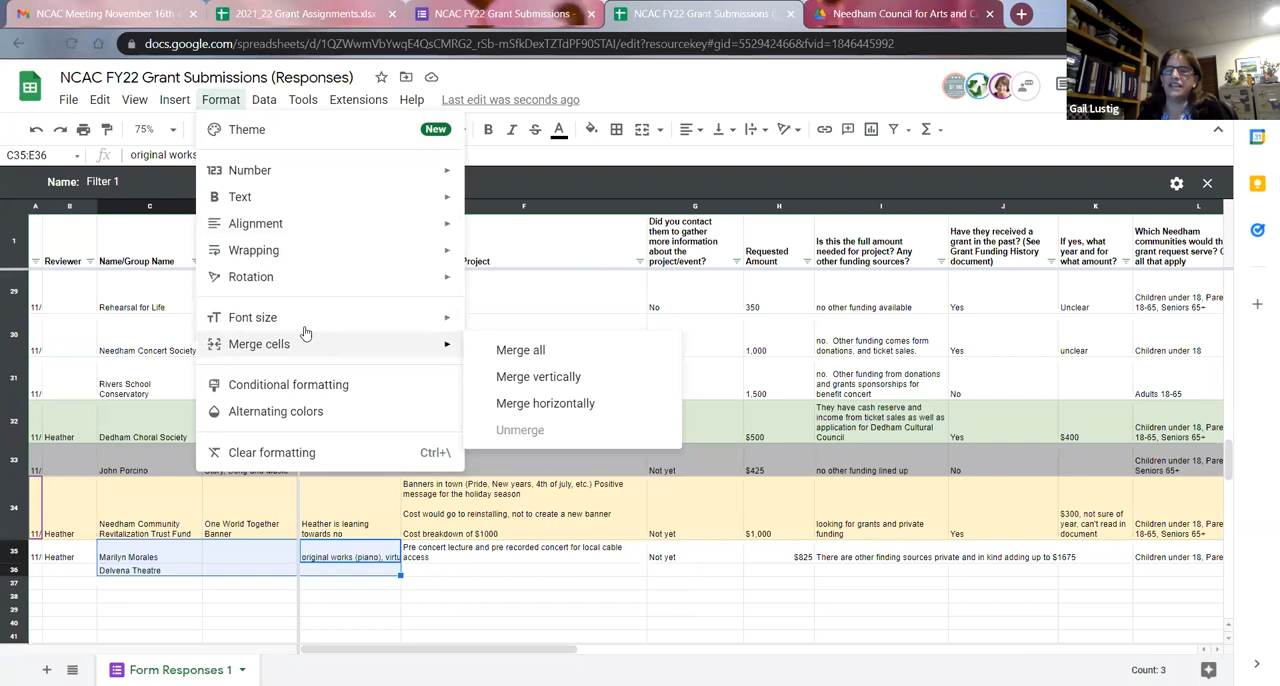 NCAC Meeting November 16th
2021_22 Grant Assignments.xlsx
NCAC FY22 Grant Submissions -
NCAC FY22 Grant Submissions (
Needham Council for Arts and C
docs.google.com/spreadsheets/d/1QZWwmVbYwqE4QsCMRG2_rSb-mSfkDexTZTdPF90STAI/edit?resourcekey#gid=552942466&fvid=1846445992
NCAC FY22 Grant Submissions (Responses)
File Edit View Insert Format Data Tools Extensions Help Last edit was seconds ago
Gail Lustig
75%
C35:E36 fx original works
Name: Filter 1
Theme New
123 Number
B Text
Alignment
Wrapping
Rotation
Font size
Merge cells
Conditional formatting
Alternating colors
Clear formatting Ctrl+\
Merge all
Merge vertically
Merge horizontally
Unmerge
A B C F G H I J K L
1 Reviewer Name/Group Name Project
Did you contact
them to gather
more information
about the
project/event?
Requested
Amount
Is this the full amount
needed for project? Any
other funding sources?
Have they received a
grant in the past? (See
Grant Funding History
document)
If yes, what
year and for
what amount?
Which Needham
communities would th
grant request serve? C
all that apply
29 11/ Rehearsal for Life No 350 no other funding available Yes Unclear
Children under 18, Pare
18-65, Seniors 65+
30 11/ Needham Concert Society 1,000
no. Other funding comes form
donations, and ticket sales.
Yes unclear Children under 18
31 11/
Rivers School
Conservatory
1,500
no. Other funding from donations
and grants sponsorships for
benefit concert
No Adults 18-65
32 11/ Heather Dedham Choral Society $500
They have cash reserve and
income from ticket sales as well as
application for Dedham Cultural
Council
Yes $400
Children under 18, Pare
18-65, Seniors 65+
33 11/ John Porcino Story, Song and Music Not yet $425 no other funding lined up No
Children under 18, Pare
Seniors 65+
34 11/ Heather
Needham Community
Revitalization Trust Fund
One World Together
Banner
Heather is leaning
towards no
Banners in town (Pride, New years, 4th of july, etc.) Positive
message for the holiday season
Cost would go to reinstalling, not to create a new banner
Cost breakdown of $1000
Not yet $1,000
looking for grants and private
funding
Yes
$300, not sure of
year, can't read in
document
Children under 18, Pare
18-65, Seniors 65+
35 11/ Heather Marilyn Morales original works (piano), virtu
Pre concert lecture and pre recorded concert for local cable
access
Not yet $825 There are other finding sources private and in kind adding up to $1675 Children under 18, Pare
36 Delvena Theatre
37
38
39
40
41
Form Responses 1
Count: 3